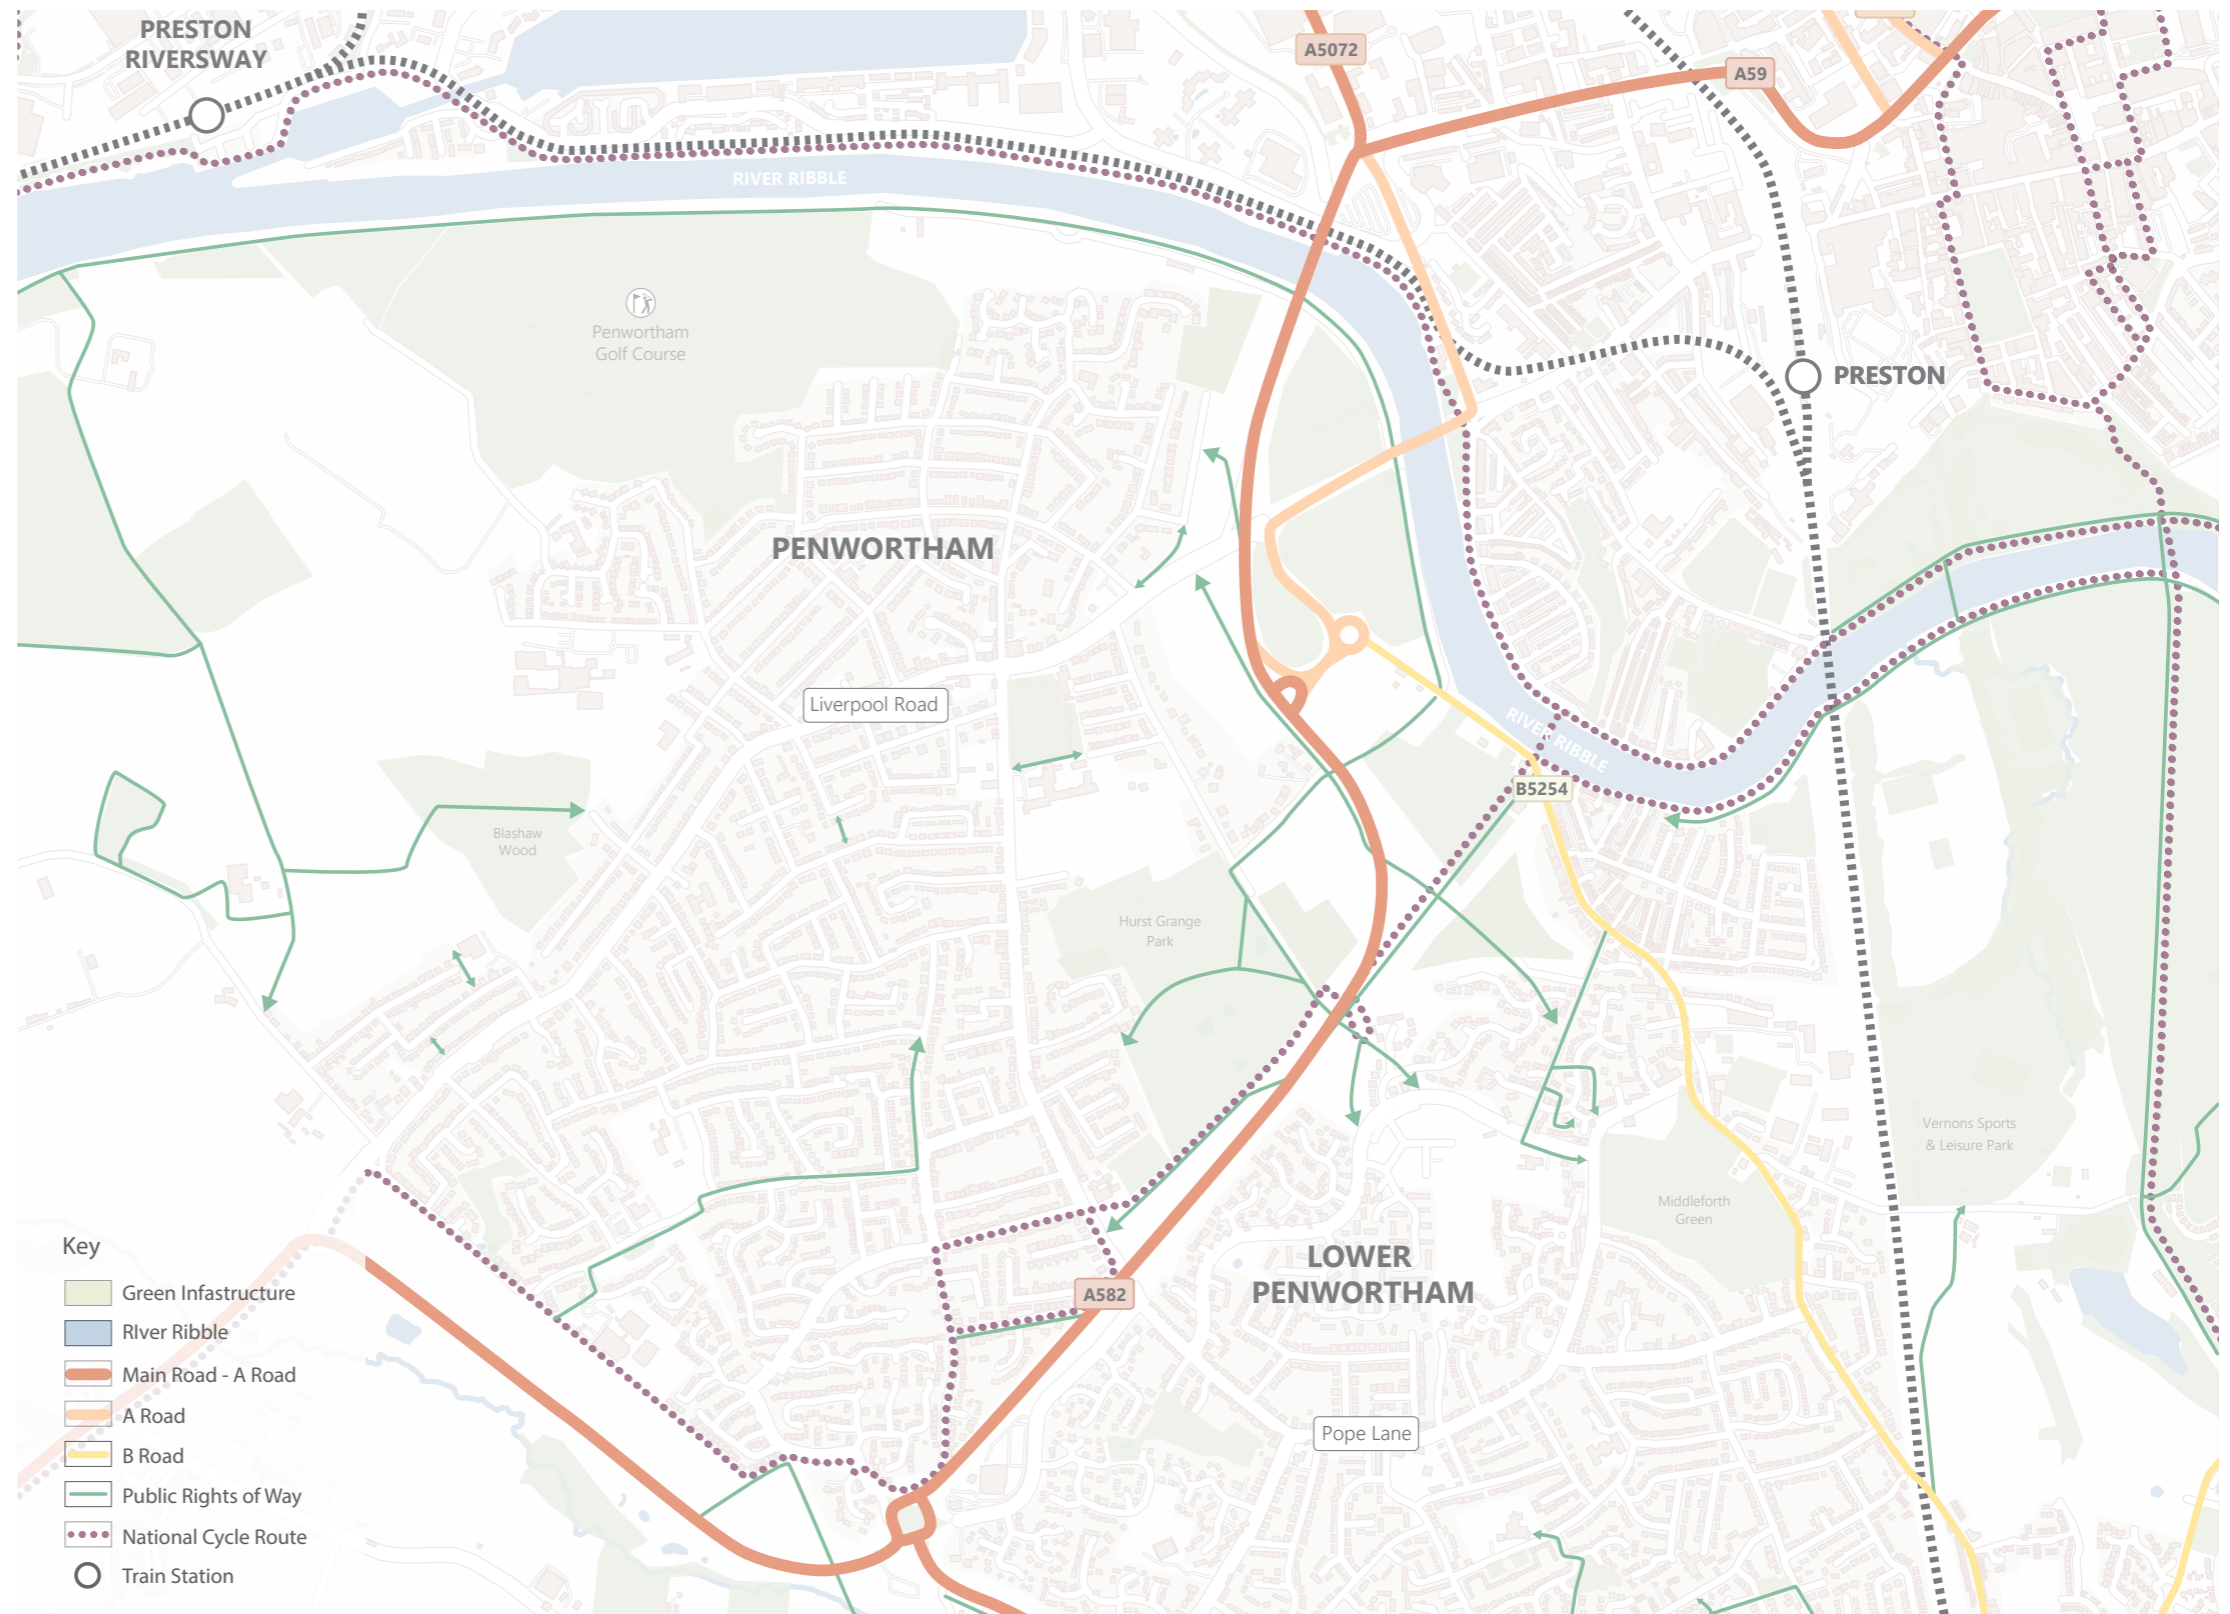 PRESTON
RIVERSWAY
A5072
A59
RIVER RIBBLE
Penwortham
Golf Course
PRESTON
PENWORTHAM
Liverpool Road
RIVER RIBBLE
B5254
Blashaw
Wood
Hurst Grange
Park
Vernons Sports
& Leisure Park
Middleforth
Green
LOWER
PENWORTHAM
A582
Pope Lane
Key
Green Infastructure
RIver Ribble
Main Road - A Road
A Road
B Road
Public Rights of Way
National Cycle Route
Train Station